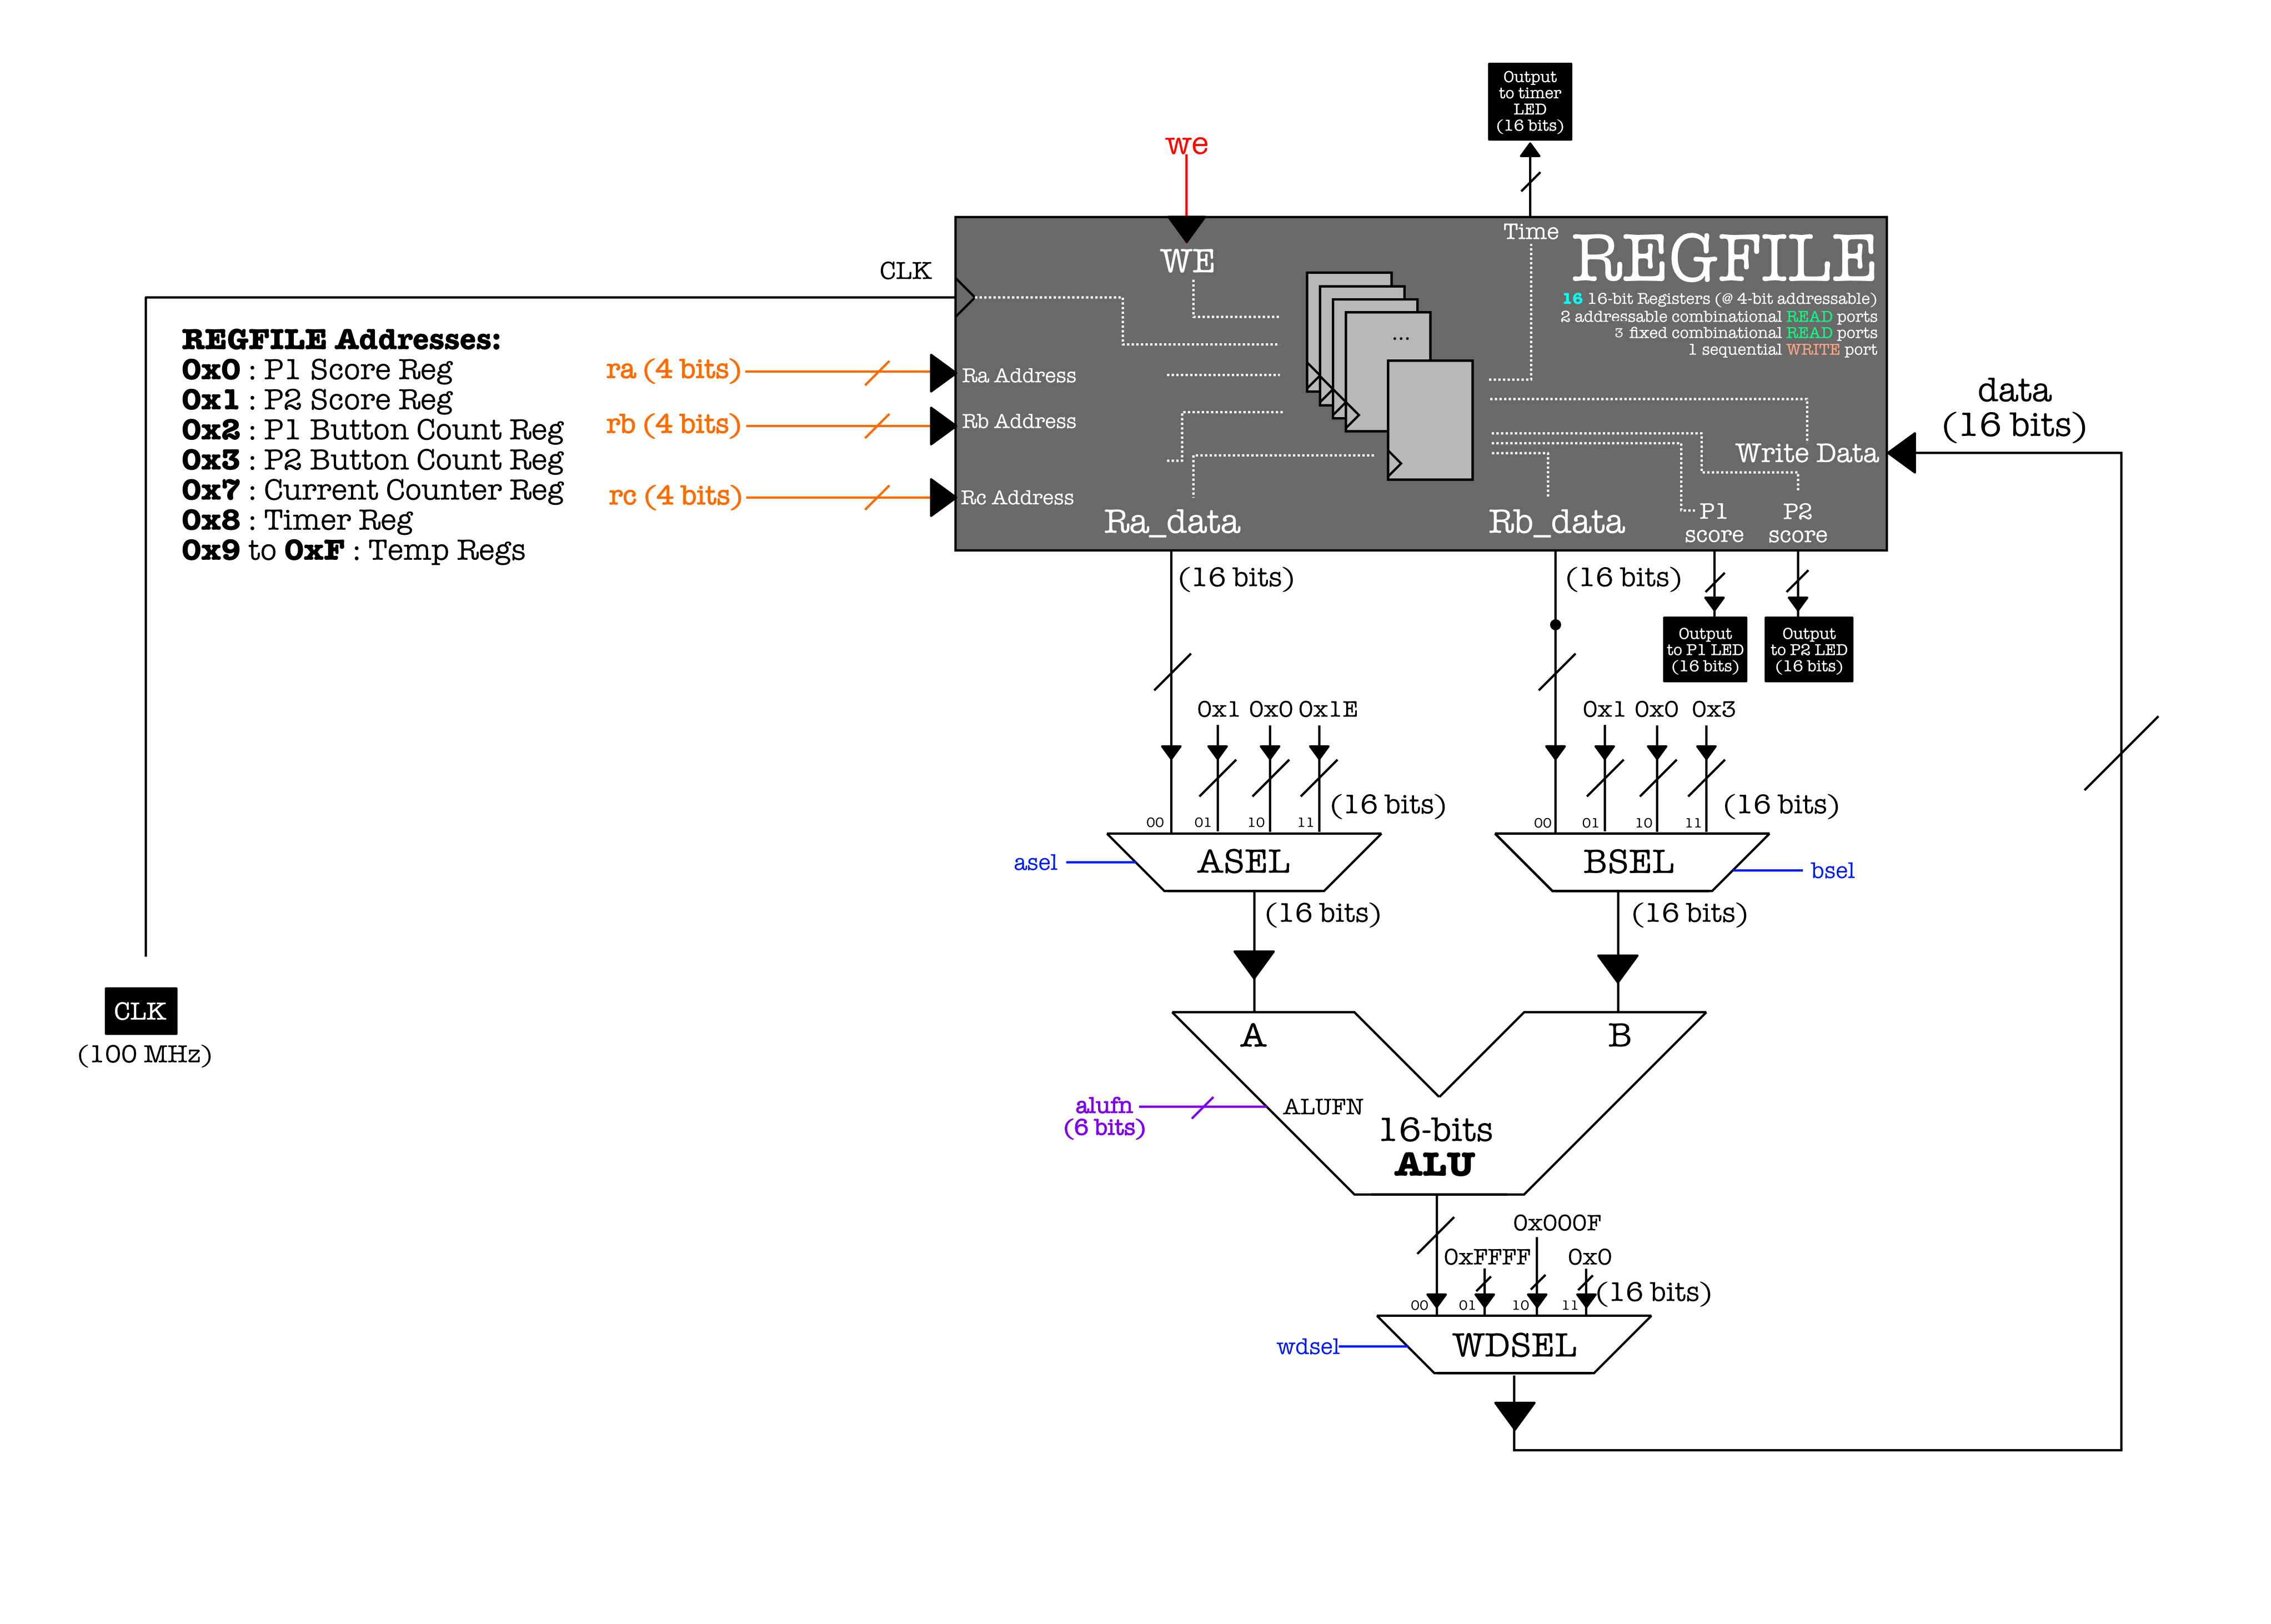 Output
to timer
LED
(16 bits)
we
CLK
WE
Time
REGFILE
16 16-bit Registers (@ 4-bit addressable)
2 addressable combinational READ ports
3 fixed combinational READ ports
1 sequential WRITE port
...
REGFILE Addresses:
0x0 : P1 Score Reg
0x1 : P2 Score Reg
0x2 : P1 Button Count Reg
0x3 : P2 Button Count Reg
0x7 : Current Counter Reg
0x8 : Timer Reg
0x9 to 0xF : Temp Regs
ra (4 bits)
rb (4 bits)
rc (4 bits)
Ra Address
Rb Address
Rc Address
data
(16 bits)
Write Data
Ra_data
Rb_data
P1
score
P2
score
(16 bits)
(16 bits)
Output
to P1 LED
(16 bits)
Output
to P2 LED
(16 bits)
0x1 0x0 0x1E
(16 bits)
00 01 10 11
0x1 0x0 0x3
(16 bits)
00 01 10 11
asel
ASEL
BSEL
bsel
(16 bits)
(16 bits)
CLK
(100 MHz)
A
B
alufn
(6 bits)
ALUFN
16-bits
ALU
0x000F
0xFFFF
0x0
(16 bits)
00 01 10 11
wdsel
WDSEL